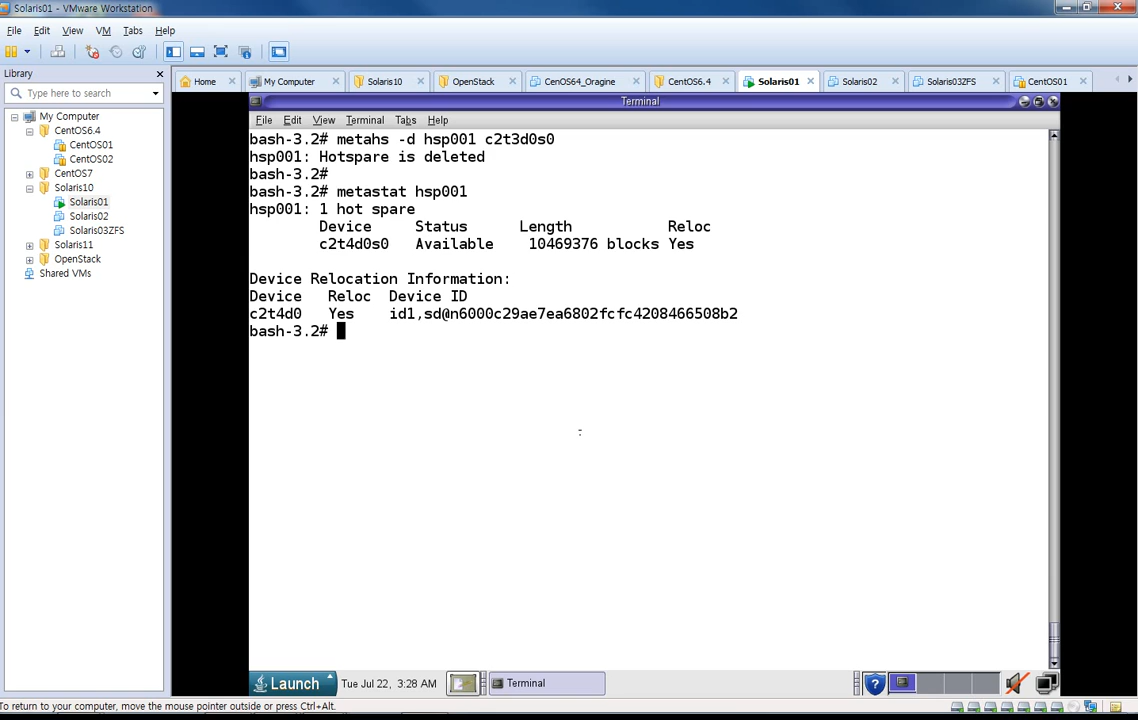 Solaris01 - VMware Workstation
File Edit View VM Tabs Help
Library
Type here to search
My Computer
CentOS6.4
CentOS01
CentOS02
CentOS7
Solaris10
Solaris01
Solaris02
Solaris03ZFS
Solaris11
OpenStack
Shared VMs
Home My Computer Solaris10 OpenStack CenOS64_Oragine CentOS6.4 Solaris01 Solaris02 Solaris03ZFS CentOS01
Terminal
File Edit View Terminal Tabs Help
bash-3.2# metahs -d hsp001 c2t3d0s0
hsp001: Hotspare is deleted
bash-3.2#
bash-3.2# metastat hsp001
hsp001: 1 hot spare
Device Status Length Reloc
c2t4d0s0 Available 10469376 blocks Yes
Device Relocation Information:
Device Reloc Device ID
c2t4d0 Yes id1,sd@n6000c29ae7ea6802fcfc4208466508b2
bash-3.2#
Launch Tue Jul 22, 3:28 AM Terminal
To return to your computer, move the mouse pointer outside or press Ctrl+Alt.